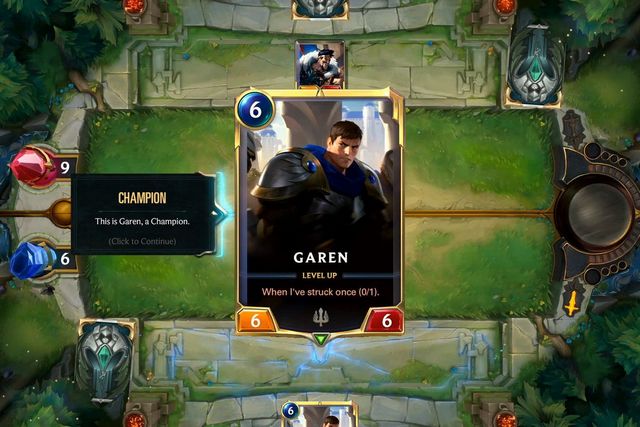 6
9
CHAMPION
This is Garen, a Champion.
(Click to Continue)
6
GAREN
LEVEL UP
When I've struck once (0/1).
6
6
6